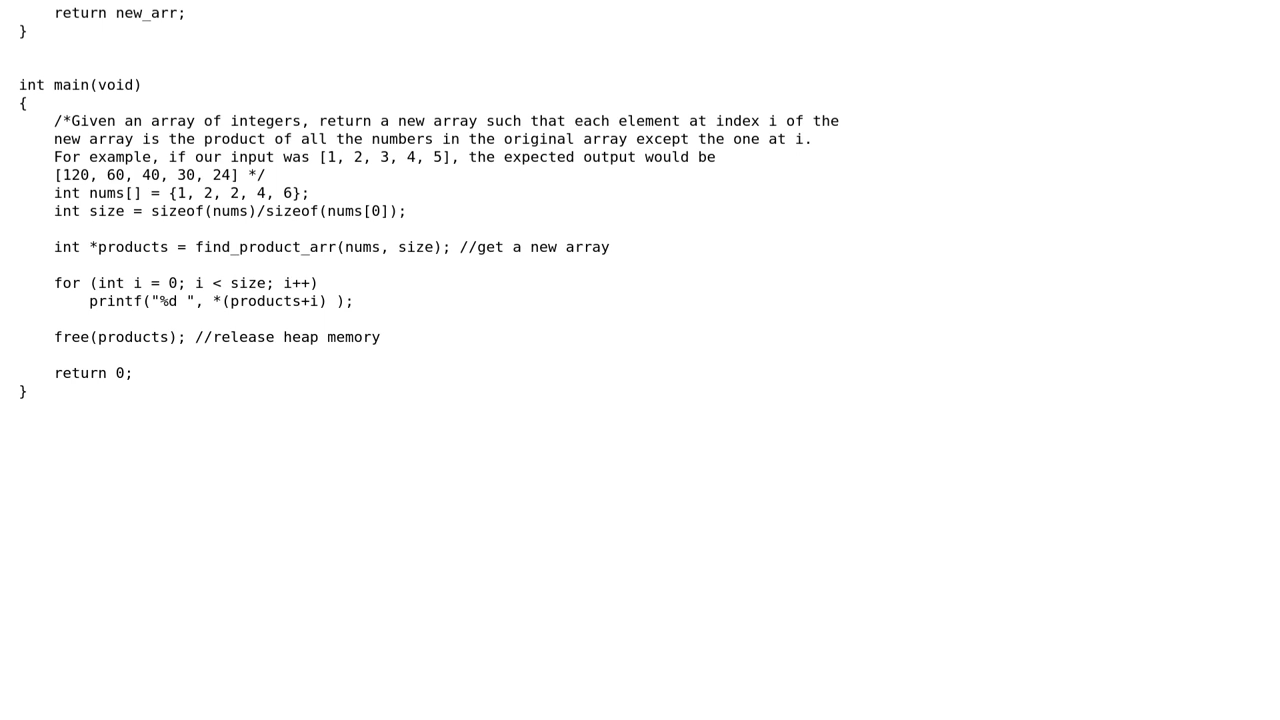 return new_arr;
}
int main(void)
{
    /*Given an array of integers, return a new array such that each element at index i of the
    new array is the product of all the numbers in the original array except the one at i.
    For example, if our input was [1, 2, 3, 4, 5], the expected output would be
    [120, 60, 40, 30, 24] */
    int nums[] = {1, 2, 2, 4, 6};
    int size = sizeof(nums)/sizeof(nums[0]);
    int *products = find_product_arr(nums, size); //get a new array
    for (int i = 0; i < size; i++)
        printf("%d ", *(products+i) );
    free(products); //release heap memory
    return 0;
}